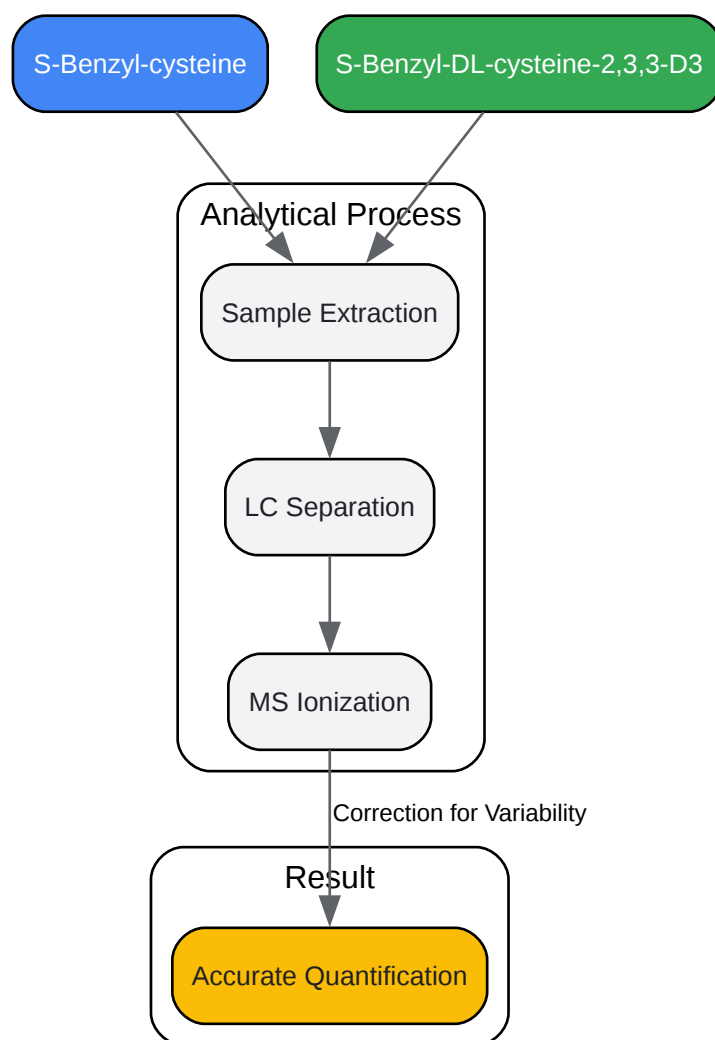 S-Benzyl-cysteine
S-Benzyl-DL-cysteine-2,3,3-D3
Analytical Process
Sample Extraction
LC Separation
MS Ionization
Correction for Variability
Result
Accurate Quantification